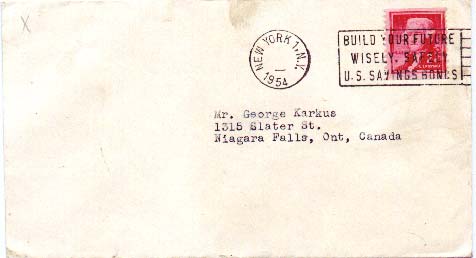 X
NEW YORK 1, N.Y.
1954
BUILD YOUR FUTURE
WISELY, SAFELY
U.S. SAVINGS BONDS
Mr. George Karkus
1315 Slater St.
Niagara Falls, Ont, Canada